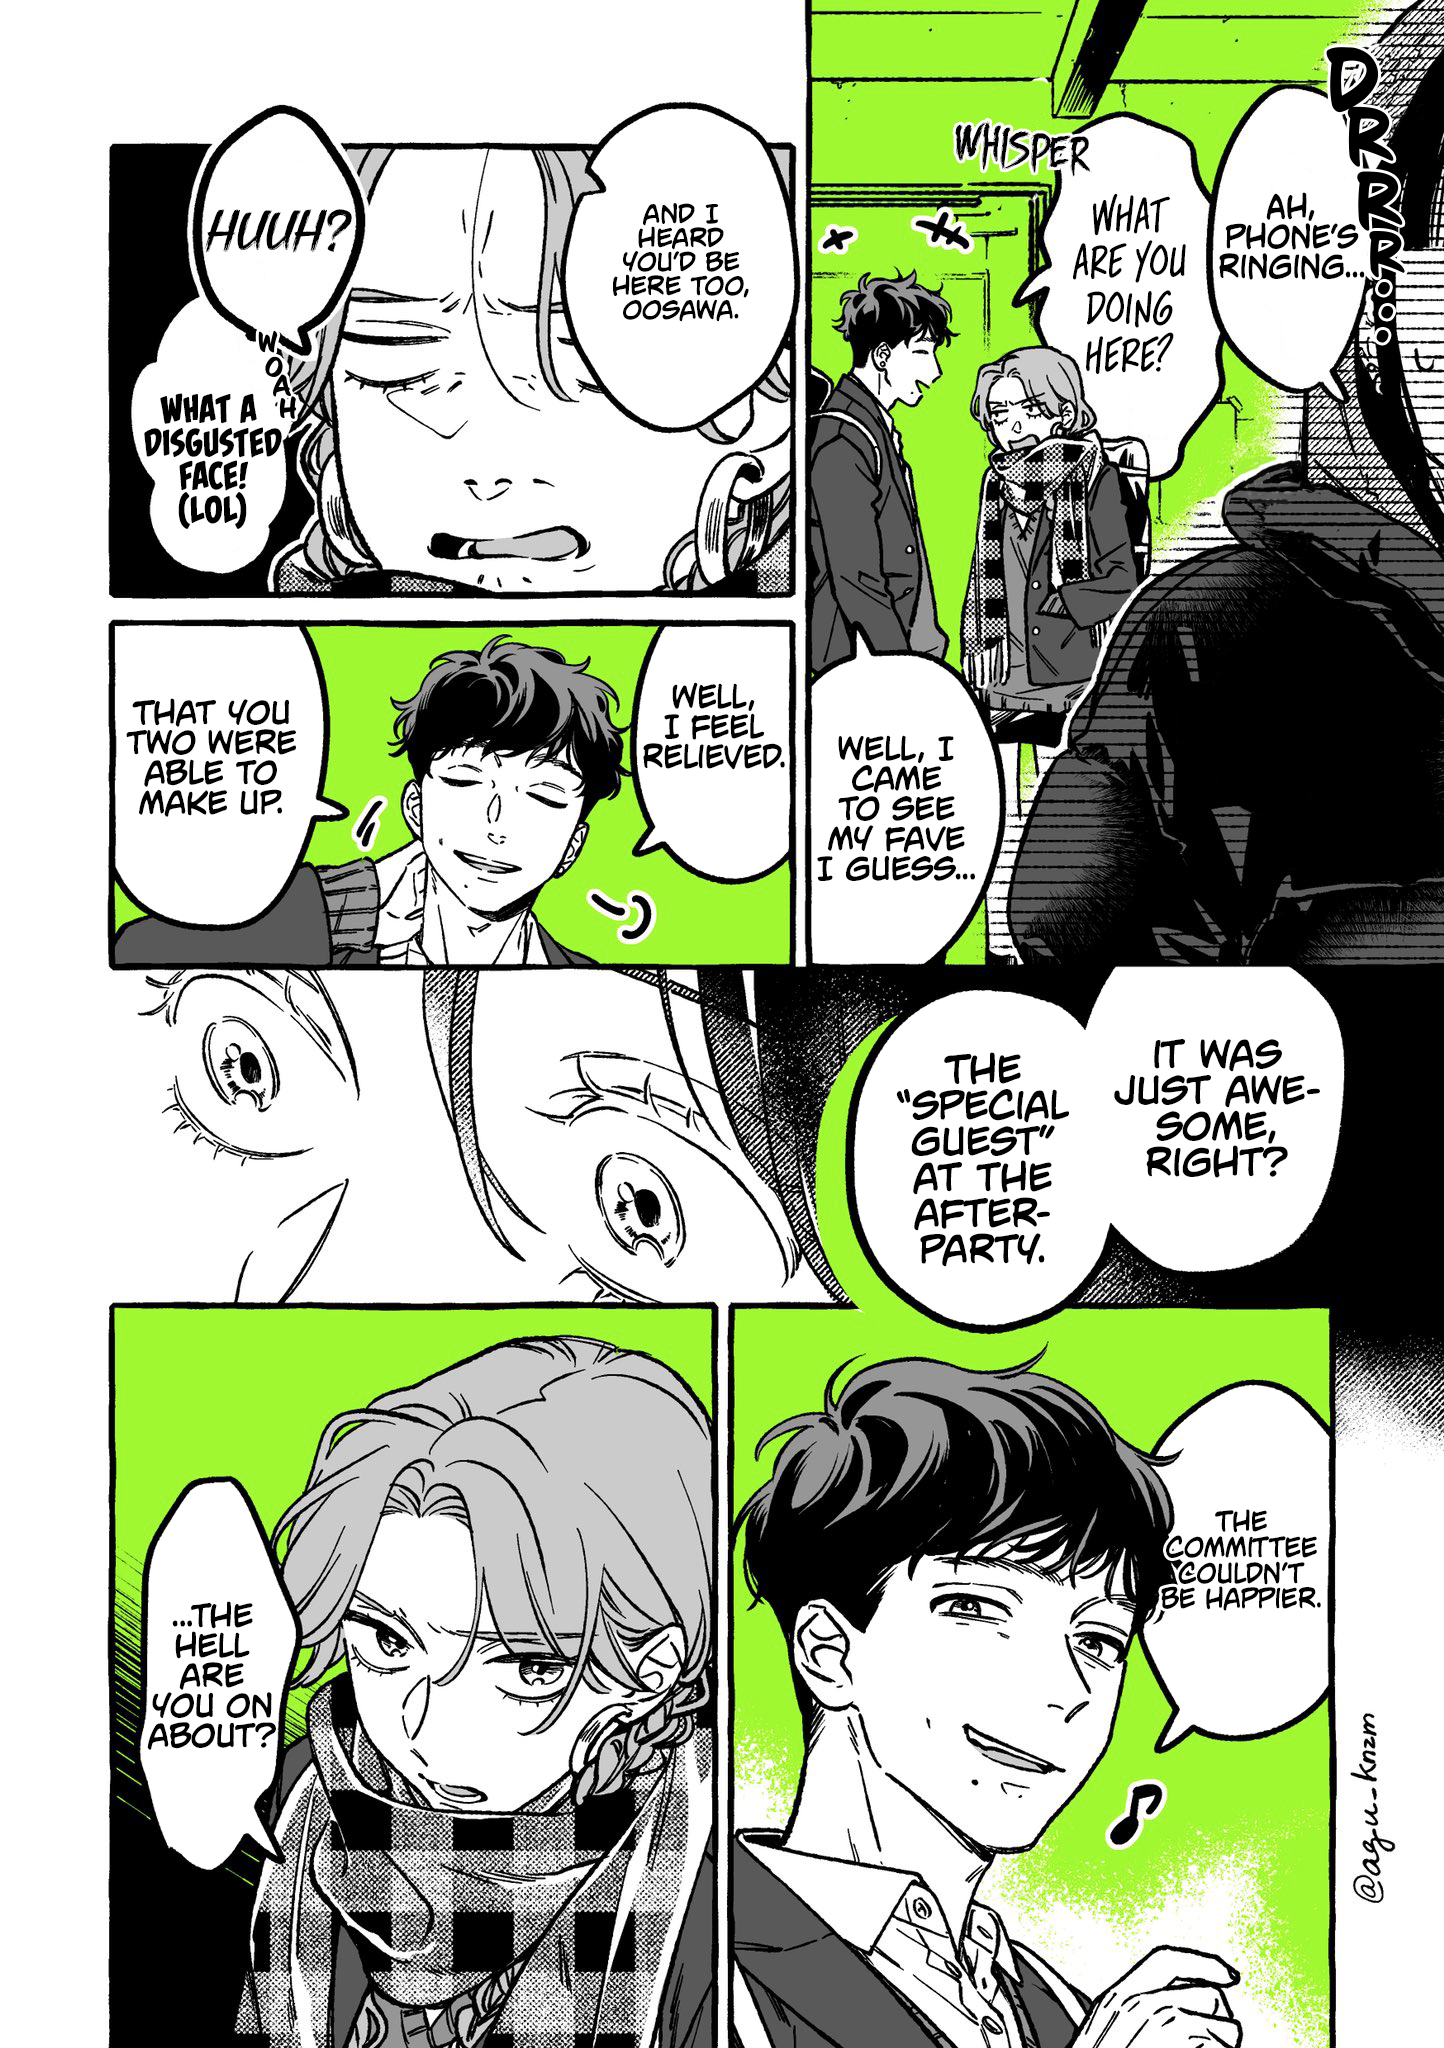 DRRRR...
AH,
PHONE'S
RINGING...
WHISPER
WHAT
ARE YOU
DOING
HERE?
WELL, I
CAME
TO SEE
MY FAVE
I GUESS...
AND I
HEARD
YOU'D BE
HERE TOO,
OOSAWA.
HUUH?
WOAH
WHAT A
DISGUSTED
FACE!
(LOL)
WELL,
I FEEL
RELIEVED.
THAT YOU
TWO WERE
ABLE TO
MAKE UP.
IT WAS
JUST AWE-
SOME,
RIGHT?
THE
"SPECIAL
GUEST"
AT THE
AFTER-
PARTY.
THE
COMMITTEE
COULDN'T
BE HAPPIER.
...THE
HELL
ARE
YOU ON
ABOUT?
@azu_knzm